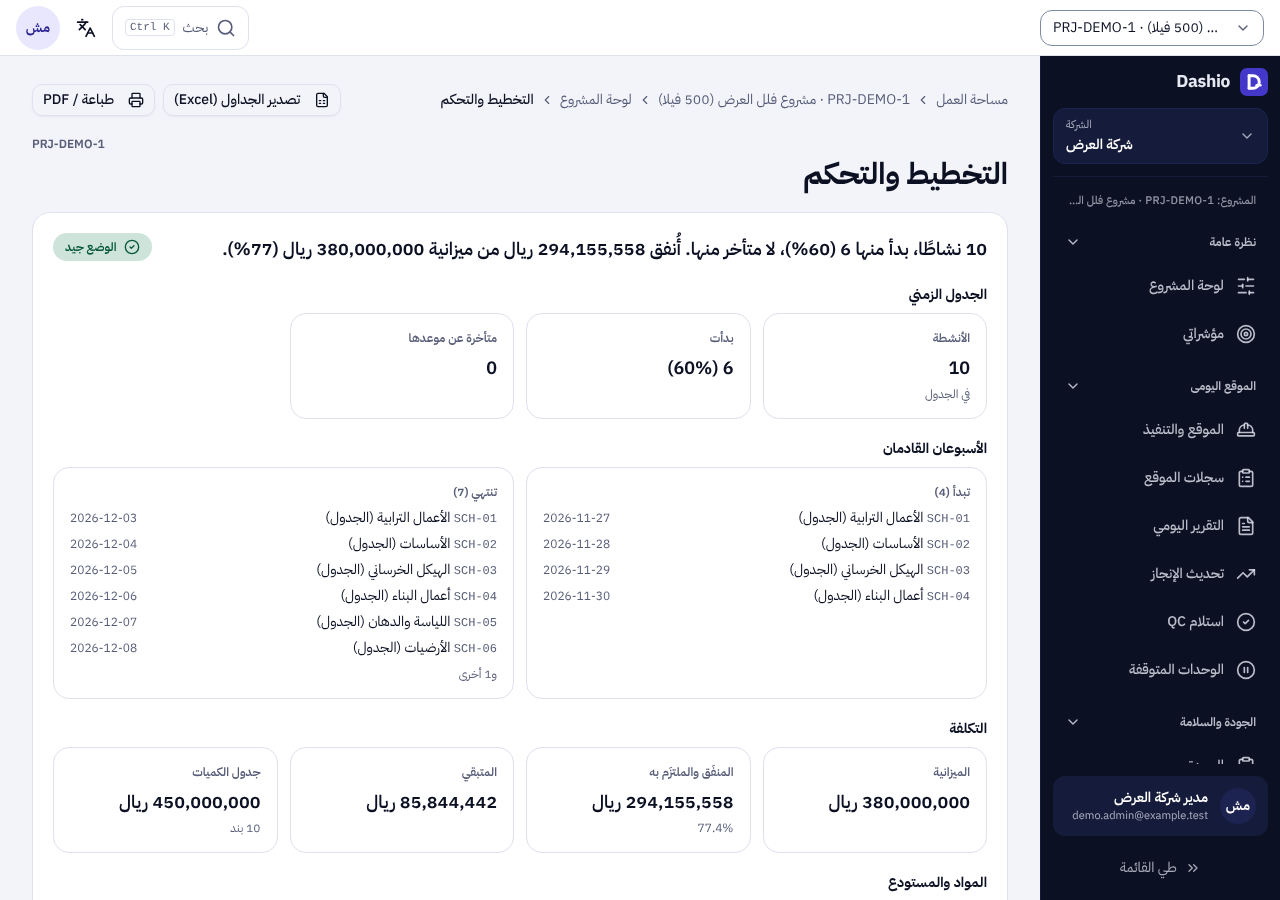 PRJ-DEMO-1 · (500 فيلا) ...
بحث Ctrl K
مش
Dashio
الشركة
شركة العرض
المشروع: PRJ-DEMO-1 · مشروع فلل الـ...
نظرة عامة
لوحة المشروع
مؤشراتي
الموقع اليومي
الموقع والتنفيذ
سجلات الموقع
التقرير اليومي
تحديث الإنجاز
استلام QC
الوحدات المتوقفة
الجودة والسلامة
مش
مدير شركة العرض
demo.admin@example.test
طي القائمة
مساحة العمل
PRJ-DEMO-1 · مشروع فلل العرض (500 فيلا)
لوحة المشروع
التخطيط والتحكم
تصدير الجداول (Excel)
طباعة / PDF
PRJ-DEMO-1
التخطيط والتحكم
10 نشاطًا، بدأ منها 6 (60%)، لا متأخر منها. أُنفق 294,155,558 ريال من ميزانية 380,000,000 ريال (77%).
الوضع جيد
الجدول الزمني
الأنشطة
10
في الجدول
بدأت
6 (60%)
متأخرة عن موعدها
0
الأسبوعان القادمان
تبدأ (4)
SCH-01 الأعمال الترابية (الجدول) 2026-11-27
SCH-02 الأساسات (الجدول) 2026-11-28
SCH-03 الهيكل الخرساني (الجدول) 2026-11-29
SCH-04 أعمال البناء (الجدول) 2026-11-30
تنتهي (7)
SCH-01 الأعمال الترابية (الجدول) 2026-12-03
SCH-02 الأساسات (الجدول) 2026-12-04
SCH-03 الهيكل الخرساني (الجدول) 2026-12-05
SCH-04 أعمال البناء (الجدول) 2026-12-06
SCH-05 اللياسة والدهان (الجدول) 2026-12-07
SCH-06 الأرضيات (الجدول) 2026-12-08
و1 أخرى
التكلفة
الميزانية
380,000,000 ريال
المنفَق والملتزَم به
294,155,558 ريال
77.4%
المتبقي
85,844,442 ريال
جدول الكميات
450,000,000 ريال
10 بند
المواد والمستودع